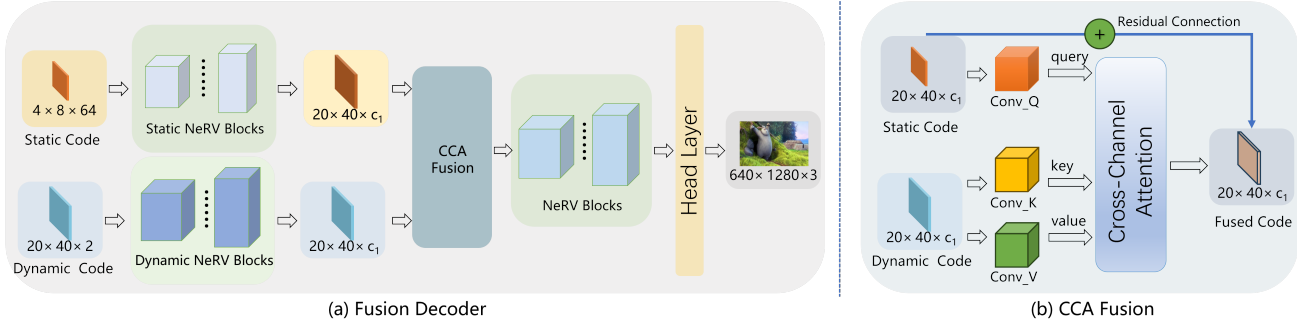 4 × 8 × 64
Static Code
Static NeRV Blocks
20× 40× c₁
20× 40× 2
Dynamic Code
Dynamic NeRV Blocks
20× 40× c₁
CCA
Fusion
NeRV Blocks
Head Layer
640× 1280×3
(a) Fusion Decoder
Residual Connection
+
20× 40× c₁
Static Code
Conv_Q
query
20× 40× c₁
Dynamic Code
Conv_K
key
Conv_V
value
Cross-Channel
Attention
20× 40× c₁
Fused Code
(b) CCA Fusion